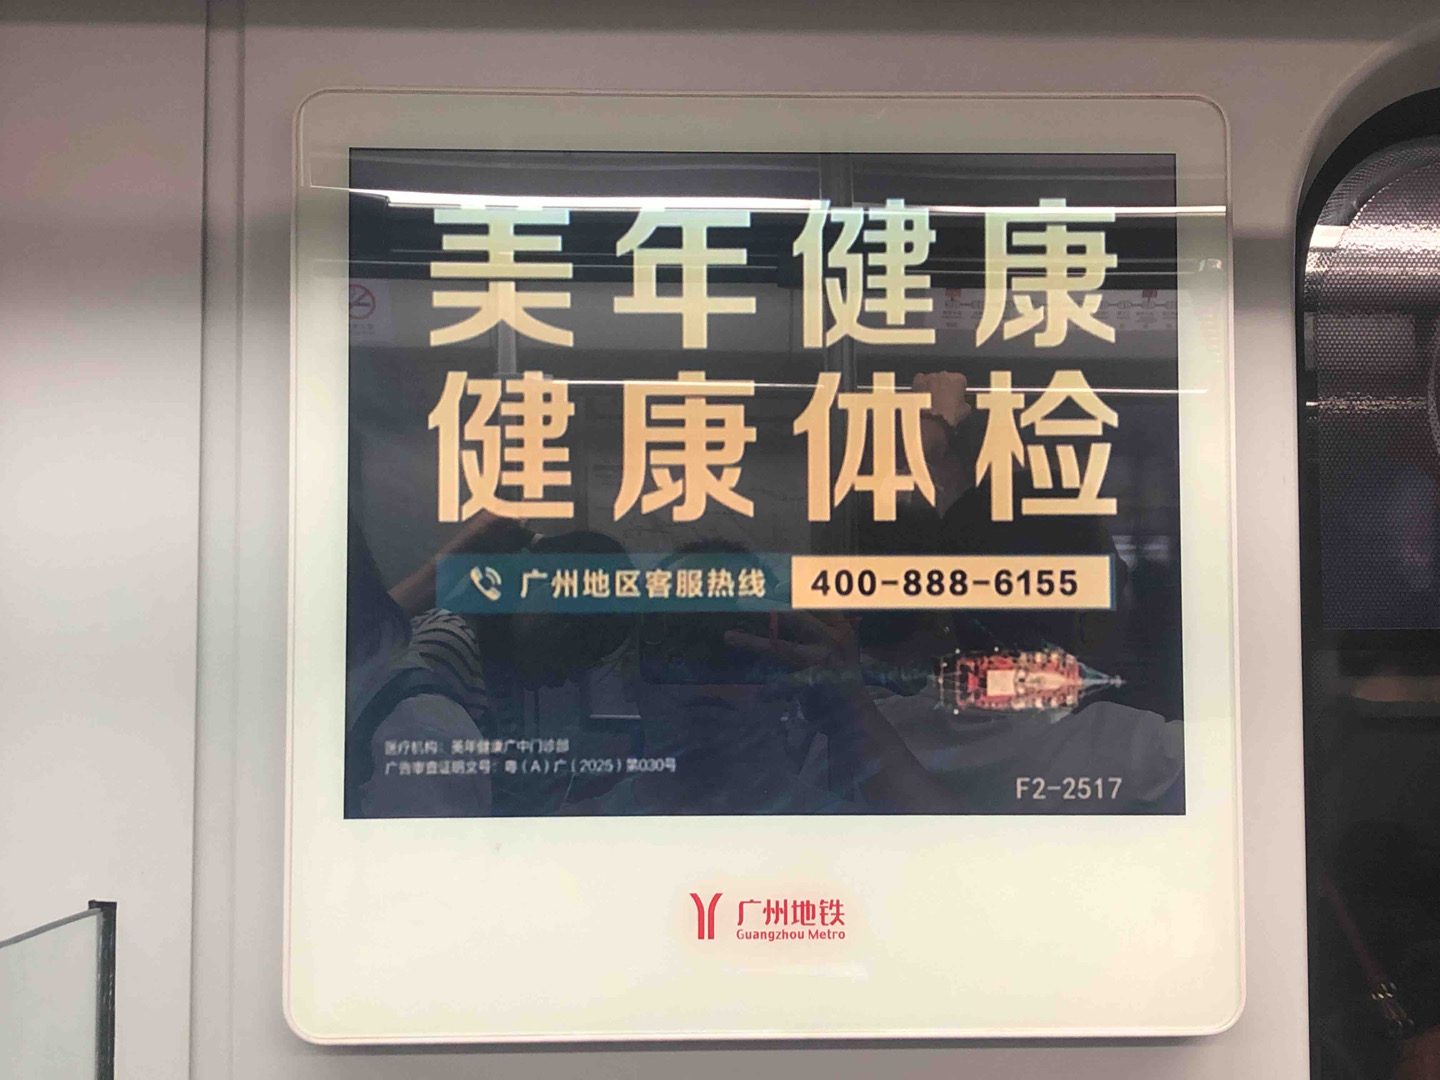 美年健康
健康体检
广州地区客服热线 400-888-6155
医疗机构：美年健康广中门诊部
广告审查证明文号：粤（A）广（2025）第030号
F2-2517
广州地铁
Guangzhou Metro